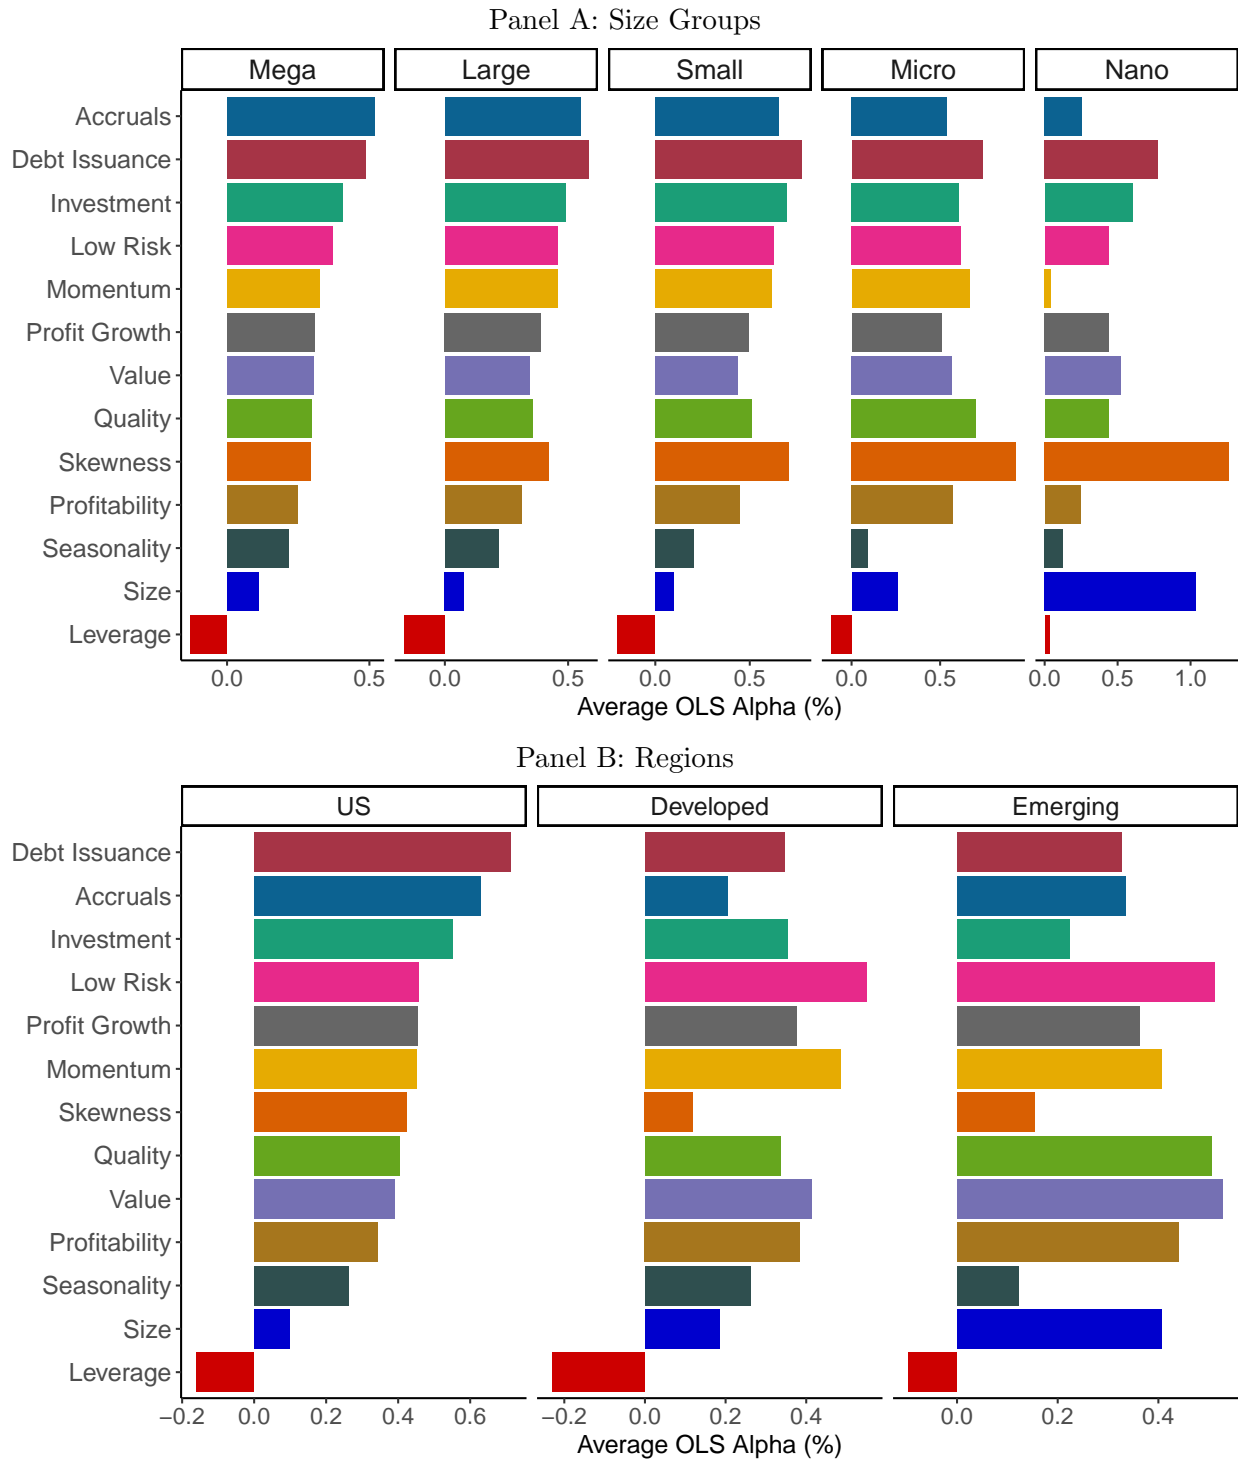 Panel A: Size Groups
Mega Large Small Micro Nano
Accruals
Debt Issuance
Investment
Low Risk
Momentum
Profit Growth
Value
Quality
Skewness
Profitability
Seasonality
Size
Leverage
0.0 0.5 0.0 0.5 0.0 0.5 0.0 0.5 0.0 0.5 1.0
Average OLS Alpha (%)
Panel B: Regions
US Developed Emerging
Debt Issuance
Accruals
Investment
Low Risk
Profit Growth
Momentum
Skewness
Quality
Value
Profitability
Seasonality
Size
Leverage
−0.2 0.0 0.2 0.4 0.6 −0.2 0.0 0.2 0.4 0.0 0.2 0.4
Average OLS Alpha (%)